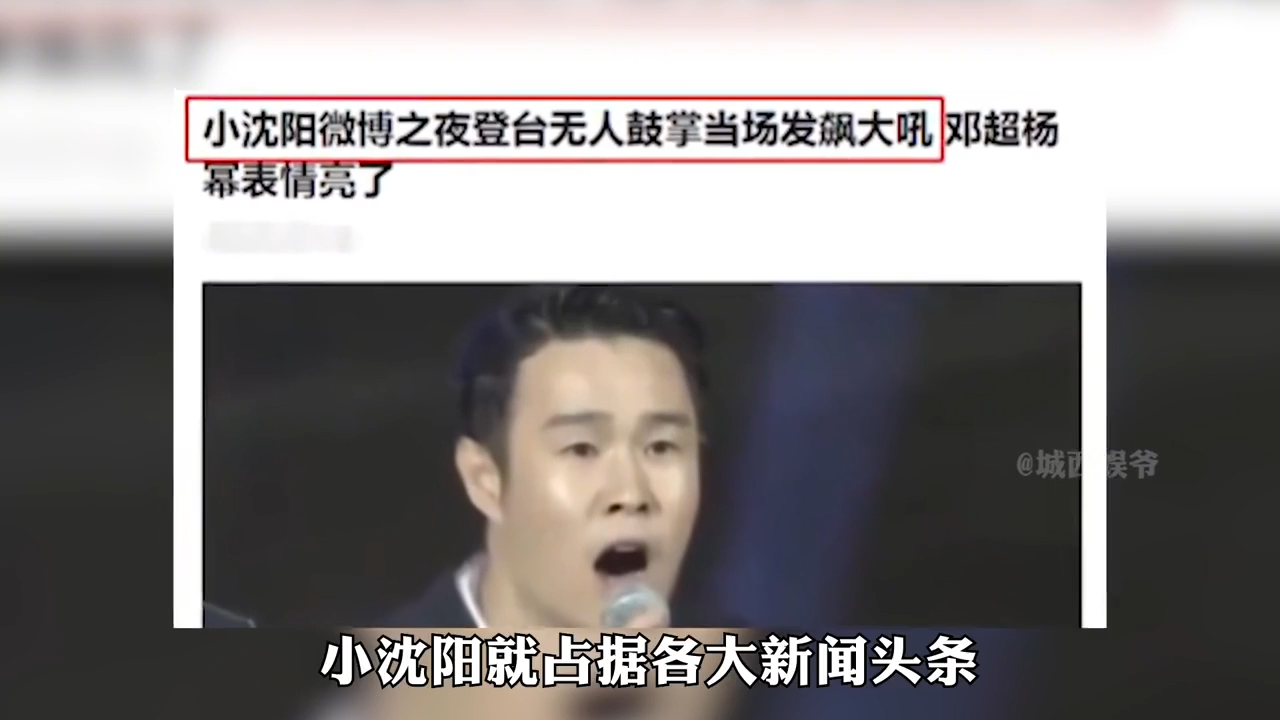 小沈阳微博之夜登台无人鼓掌当场发飙大吼 邓超杨
幂表情亮了
@城西娱爷
小沈阳就占据各大新闻头条